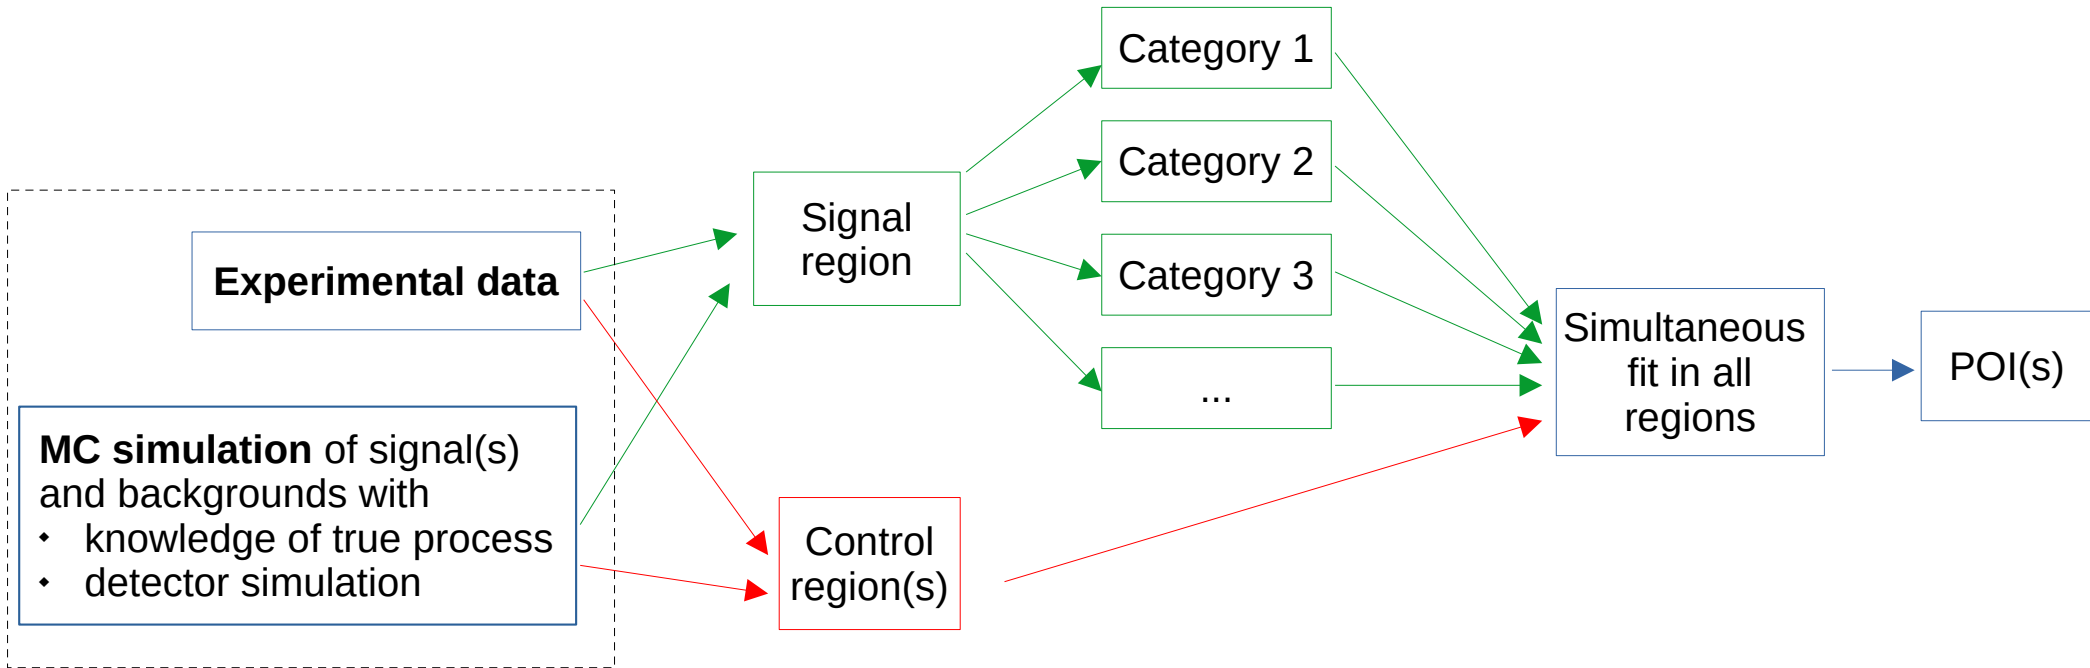 Experimental data
MC simulation of signal(s)
and backgrounds with
knowledge of true process
detector simulation
Signal
region
Control
region(s)
Category 1
Category 2
Category 3
...
Simultaneous
fit in all
regions
POI(s)